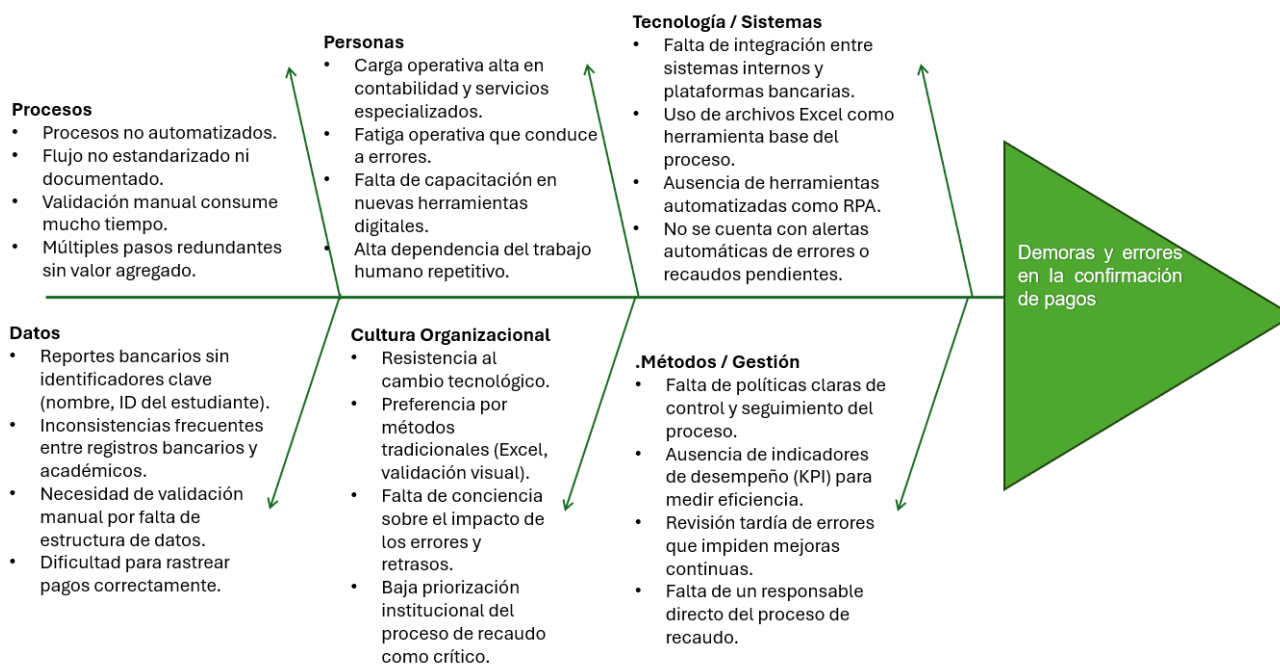 Procesos
• Procesos no automatizados.
• Flujo no estandarizado ni
documentado.
• Validación manual consume
mucho tiempo.
• Múltiples pasos redundantes
sin valor agregado.
Personas
• Carga operativa alta en
contabilidad y servicios
especializados.
• Fatiga operativa que conduce
a errores.
• Falta de capacitación en
nuevas herramientas
digitales.
• Alta dependencia del trabajo
humano repetitivo.
Tecnología / Sistemas
• Falta de integración entre
sistemas internos y
plataformas bancarias.
• Uso de archivos Excel como
herramienta base del
proceso.
• Ausencia de herramientas
automatizadas como RPA.
• No se cuenta con alertas
automáticas de errores o
recaudos pendientes.
Demoras y errores
en la confirmación
de pagos
Datos
• Reportes bancarios sin
identificadores clave
(nombre, ID del estudiante).
• Inconsistencias frecuentes
entre registros bancarios y
académicos.
• Necesidad de validación
manual por falta de
estructura de datos.
• Dificultad para rastrear
pagos correctamente.
Cultura Organizacional
• Resistencia al
cambio tecnológico.
• Preferencia por
métodos
tradicionales (Excel,
validación visual).
• Falta de conciencia
sobre el impacto de
los errores y
retrasos.
• Baja priorización
institucional del
proceso de recaudo
como crítico.
.Métodos / Gestión
• Falta de políticas claras de
control y seguimiento del
proceso.
• Ausencia de indicadores
de desempeño (KPI) para
medir eficiencia.
• Revisión tardía de errores
que impiden mejoras
continuas.
• Falta de un responsable
directo del proceso de
recaudo.